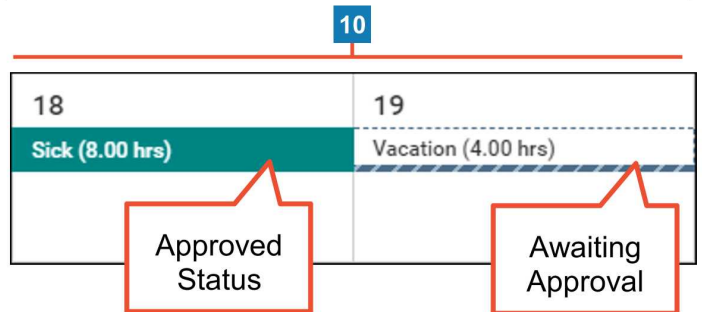 10
18
19
Sick (8.00 hrs)
Vacation (4.00 hrs)
Approved
Status
Awaiting
Approval